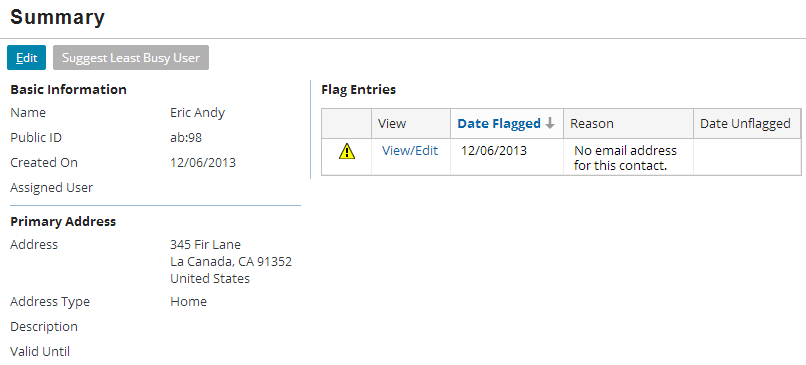 Summary
Edit
Suggest Least Busy User
Basic Information
Name Eric Andy
Public ID ab:98
Created On 12/06/2013
Assigned User
Primary Address
Address 345 Fir Lane
La Canada, CA 91352
United States
Address Type Home
Description
Valid Until
Flag Entries
View Date Flagged Reason Date Unflagged
View/Edit 12/06/2013 No email address
for this contact.